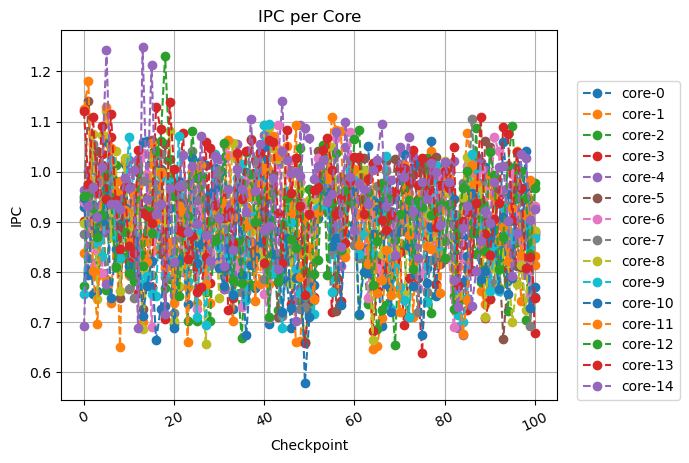 IPC per Core
IPC
1.2
1.1
1.0
0.9
0.8
0.7
0.6
0
20
40
60
80
100
Checkpoint
core-0
core-1
core-2
core-3
core-4
core-5
core-6
core-7
core-8
core-9
core-10
core-11
core-12
core-13
core-14